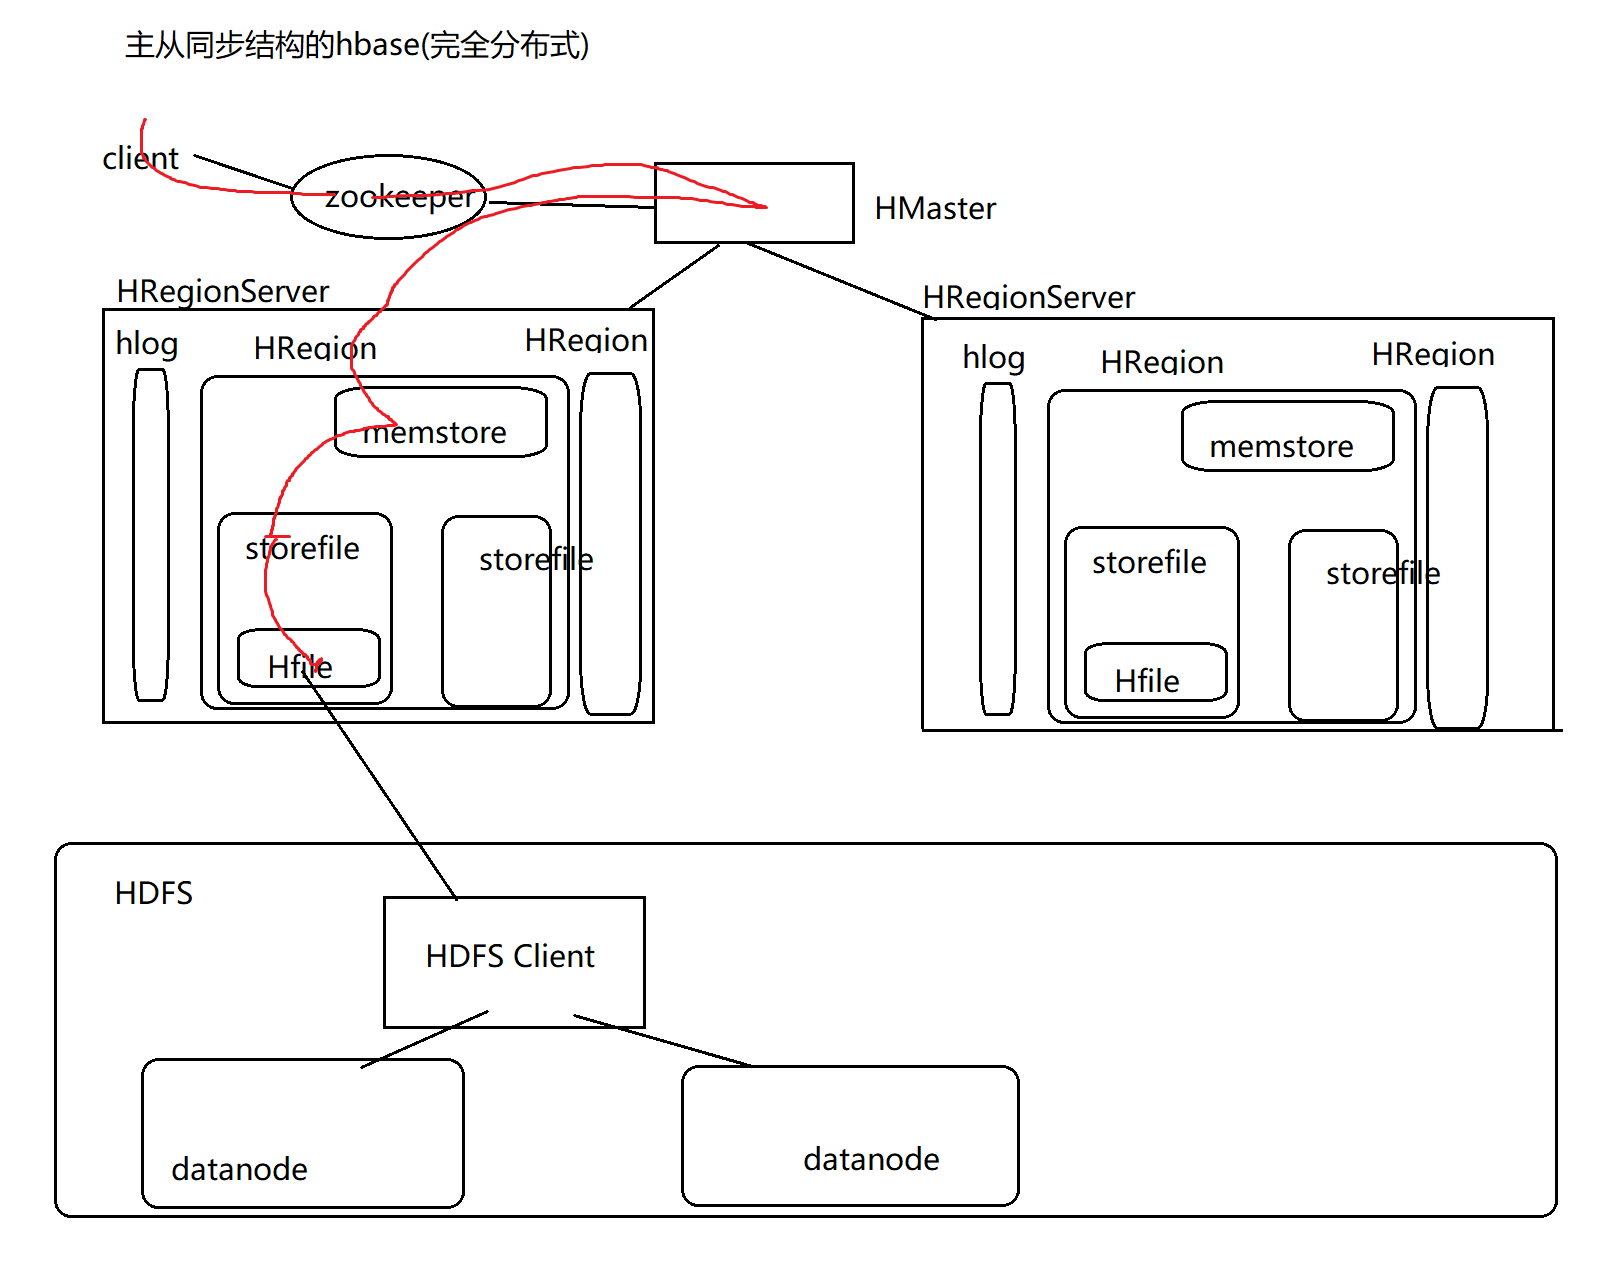 主从同步结构的hbase(完全分布式)
client
zookeeper
HMaster
HRegionServer
HRegionServer
hlog
HRegion
HRegion
hlog
HRegion
HRegion
memstore
memstore
storefile
storefile
storefile
storefile
Hfile
Hfile
HDFS
HDFS Client
datanode
datanode